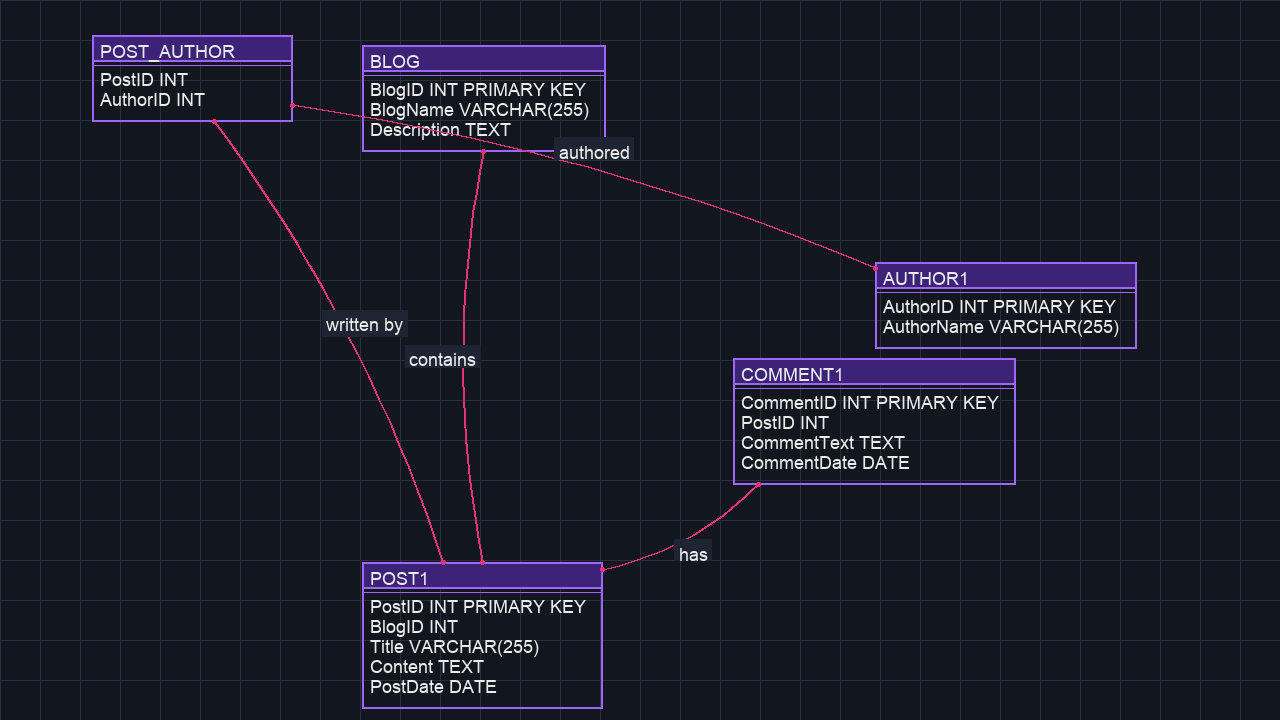 POST_AUTHOR
PostID INT
AuthorID INT
BLOG
BlogID INT PRIMARY KEY
BlogName VARCHAR(255)
Description TEXT
authored
AUTHOR1
AuthorID INT PRIMARY KEY
AuthorName VARCHAR(255)
written by
contains
COMMENT1
CommentID INT PRIMARY KEY
PostID INT
CommentText TEXT
CommentDate DATE
has
POST1
PostID INT PRIMARY KEY
BlogID INT
Title VARCHAR(255)
Content TEXT
PostDate DATE